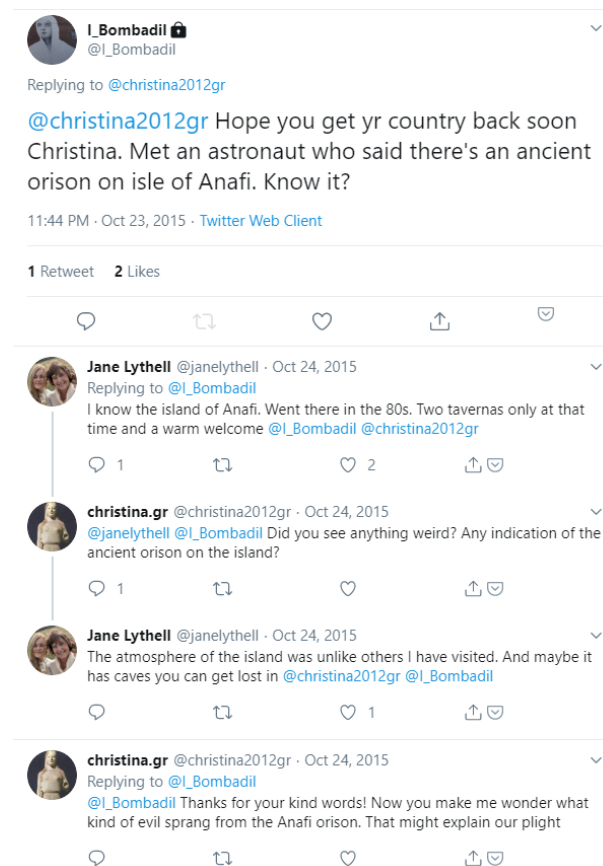 I_Bombadil
@I_Bombadil
Replying to @christina2012gr
@christina2012gr Hope you get yr country back soon
Christina. Met an astronaut who said there's an ancient
orison on isle of Anafi. Know it?
11:44 PM · Oct 23, 2015 · Twitter Web Client
1 Retweet 2 Likes
Jane Lythell @janelythell · Oct 24, 2015
Replying to @I_Bombadil
I know the island of Anafi. Went there in the 80s. Two tavernas only at that
time and a warm welcome @I_Bombadil @christina2012gr
1 2
christina.gr @christina2012gr · Oct 24, 2015
@janelythell @I_Bombadil Did you see anything weird? Any indication of the
ancient orison on the island?
1
Jane Lythell @janelythell · Oct 24, 2015
The atmosphere of the island was unlike others I have visited. And maybe it
has caves you can get lost in @christina2012gr @I_Bombadil
1
christina.gr @christina2012gr · Oct 24, 2015
Replying to @I_Bombadil
@I_Bombadil Thanks for your kind words! Now you make me wonder what
kind of evil sprang from the Anafi orison. That might explain our plight